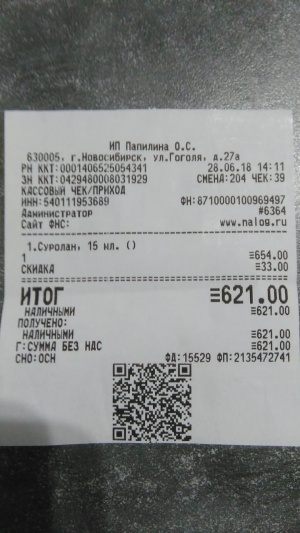 ИП Папилина О.С.
630005, г.Новосибирск, ул.Гоголя, д.27а
РН ККТ:0001406525054341 28.06.18 14:11
ЗН ККТ:0429480008031929 СМЕНА:204 ЧЕК:39
КАССОВЫЙ ЧЕК/ПРИХОД
ИНН:540111953689 ФН:8710000100969497
Администратор #6364
Сайт ФНС: www.nalog.ru
1.Суролан, 15 мл. ()
1 ≡654.00
СКИДКА ≡33.00
ИТОГ ≡621.00
НАЛИЧНЫМИ ≡621.00
ПОЛУЧЕНО:
НАЛИЧНЫМИ ≡621.00
Г:СУММА БЕЗ НДС ≡621.00
СНО:ОСН ФД:15529 ФП:2135472741